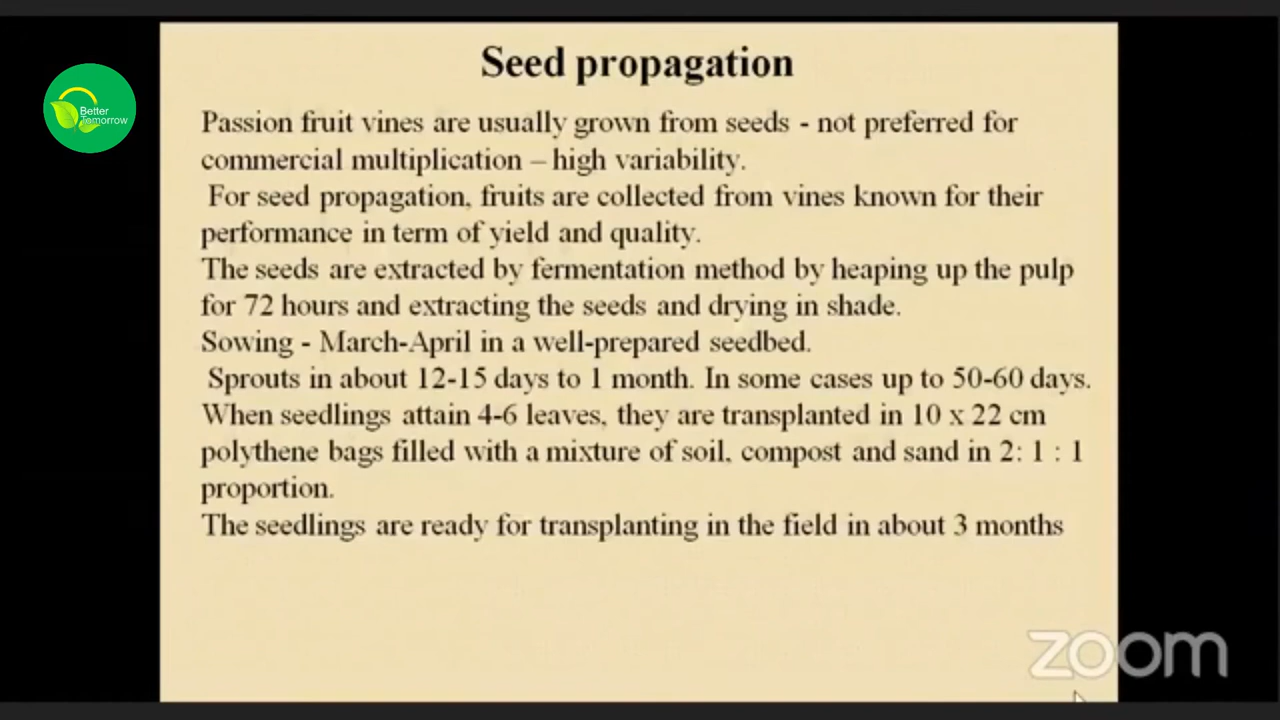 Seed propagation
Better
Tomorrow
Passion fruit vines are usually grown from seeds - not preferred for
commercial multiplication – high variability.
For seed propagation, fruits are collected from vines known for their
performance in term of yield and quality.
The seeds are extracted by fermentation method by heaping up the pulp
for 72 hours and extracting the seeds and drying in shade.
Sowing - March-April in a well-prepared seedbed.
Sprouts in about 12-15 days to 1 month. In some cases up to 50-60 days.
When seedlings attain 4-6 leaves, they are transplanted in 10 x 22 cm
polythene bags filled with a mixture of soil, compost and sand in 2: 1 : 1
proportion.
The seedlings are ready for transplanting in the field in about 3 months
zoom